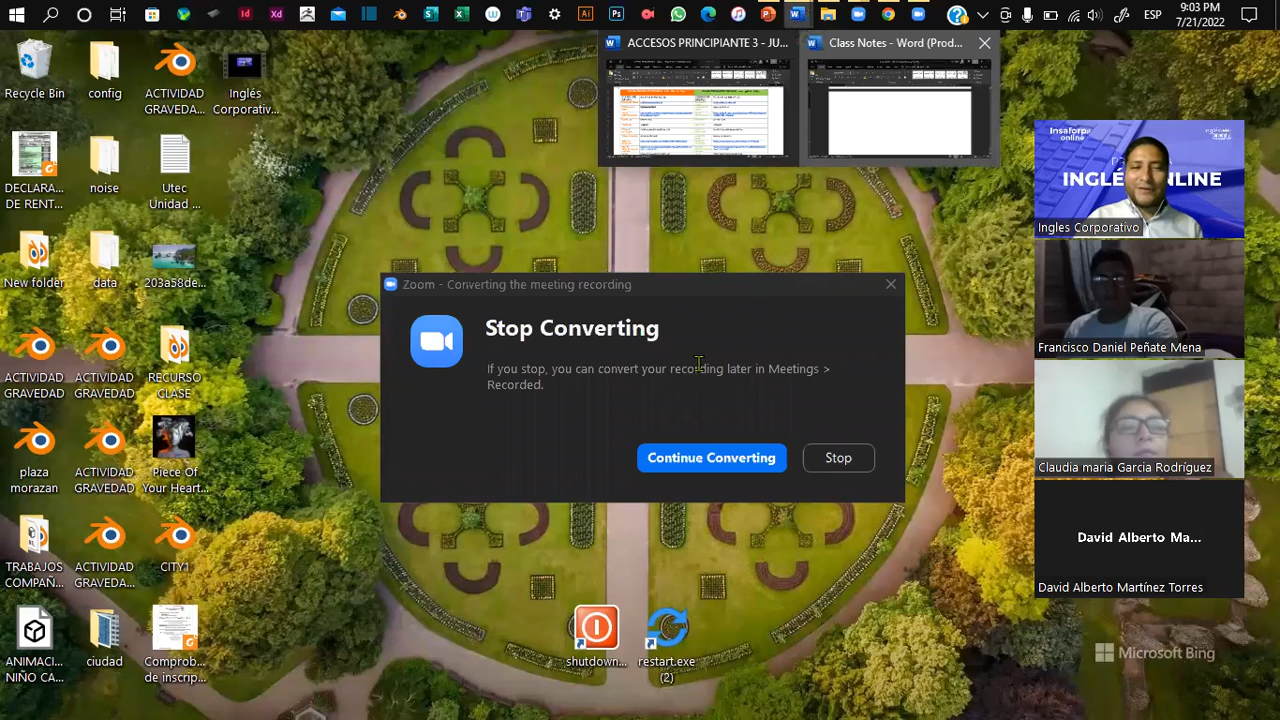 ESP
9:03 PM
7/21/2022
ACCESOS PRINCIPIANTE 3 - JU...
Class Notes - Word (Prod...
Recycle Bin
config
ACTIVIDAD
GRAVEDA...
Ingles
Corporativ...
DECLARA...
DE RENT...
noise
Utec
Unidad ...
New folder
data
203a58de...
ACTIVIDAD
GRAVEDAD
ACTIVIDAD
GRAVEDAD
RECURSO
CLASE
plaza
morazan
ACTIVIDAD
GRAVEDAD
Piece Of
Your Heart...
TRABAJOS
COMPAÑ...
ACTIVIDAD
GRAVEDA...
CITY1
ANIMACI...
NIÑO CA...
ciudad
Comprob...
de inscrip...
shutdown...
restart.exe
(2)
Zoom - Converting the meeting recording
Stop Converting
If you stop, you can convert your recording later in Meetings >
Recorded.
Continue Converting
Stop
Insafor
online
INGLÉ
ONLINE
Ingles Corporativo
Francisco Daniel Peñate Mena
Claudia maria Garcia Rodríguez
David Alberto Ma...
David Alberto Martínez Torres
Microsoft Bing